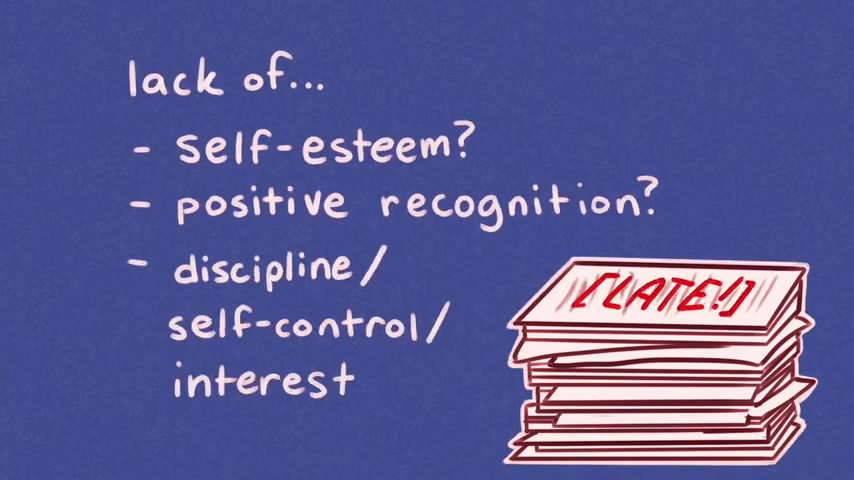 lack of...
- self-esteem?
- positive recognition?
- discipline/
self-control/
interest
[LATE!]